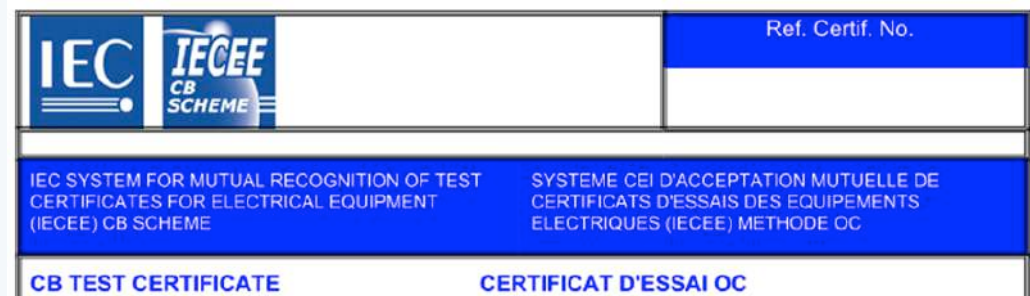 IEC
IECEE
CB
SCHEME
Ref. Certif. No.
IEC SYSTEM FOR MUTUAL RECOGNITION OF TEST
CERTIFICATES FOR ELECTRICAL EQUIPMENT
(IECEE) CB SCHEME
SYSTEME CEI D'ACCEPTATION MUTUELLE DE
CERTIFICATS D'ESSAIS DES EQUIPEMENTS
ELECTRIQUES (IECEE) METHODE OC
CB TEST CERTIFICATE
CERTIFICAT D'ESSAI OC